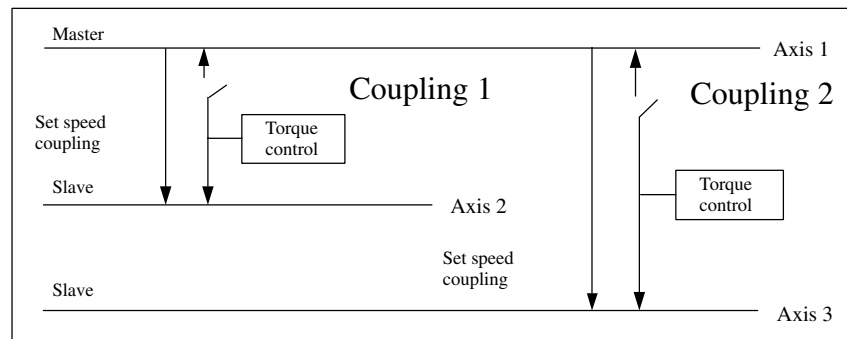 Master
Axis 1
Coupling 1
Coupling 2
Set speed
coupling
Torque
control
Slave
Axis 2
Torque
control
Set speed
coupling
Slave
Axis 3